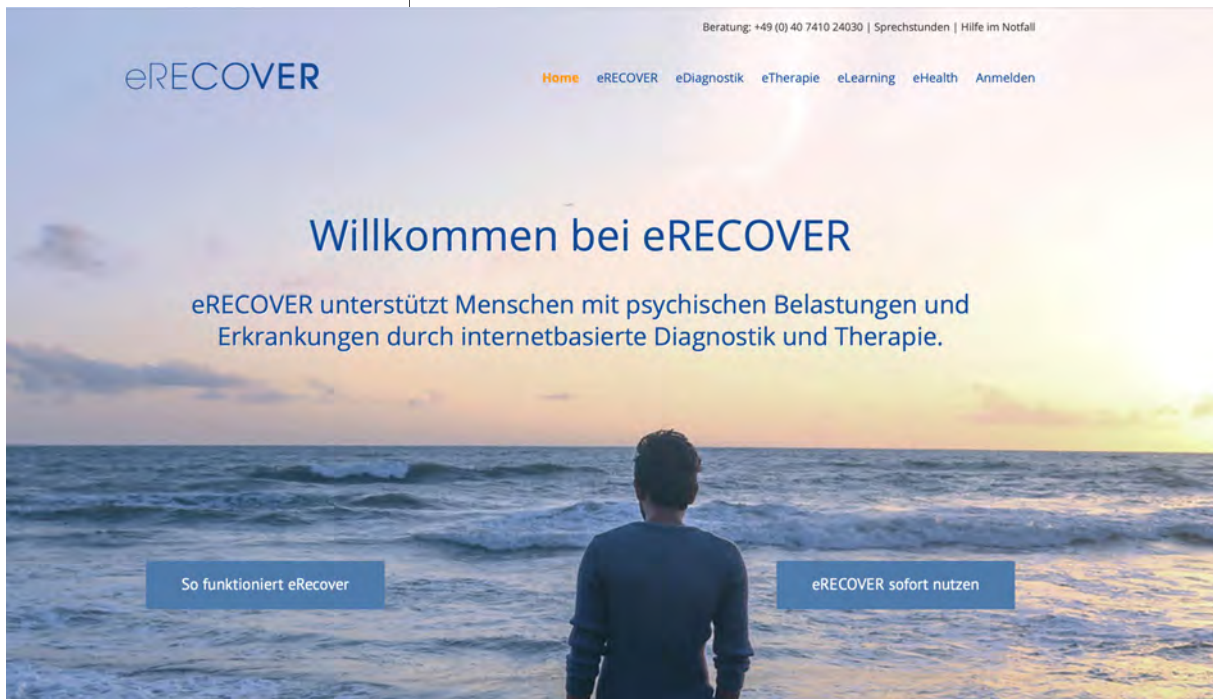 Beratung: +49 (0) 40 7410 24030 | Sprechstunden | Hilfe im Notfall
eRECOVER
Home eRECOVER eDiagnostik eTherapie eLearning eHealth Anmelden
Willkommen bei eRECOVER
eRECOVER unterstützt Menschen mit psychischen Belastungen und
Erkrankungen durch internetbasierte Diagnostik und Therapie.
So funktioniert eRecover
eRECOVER sofort nutzen